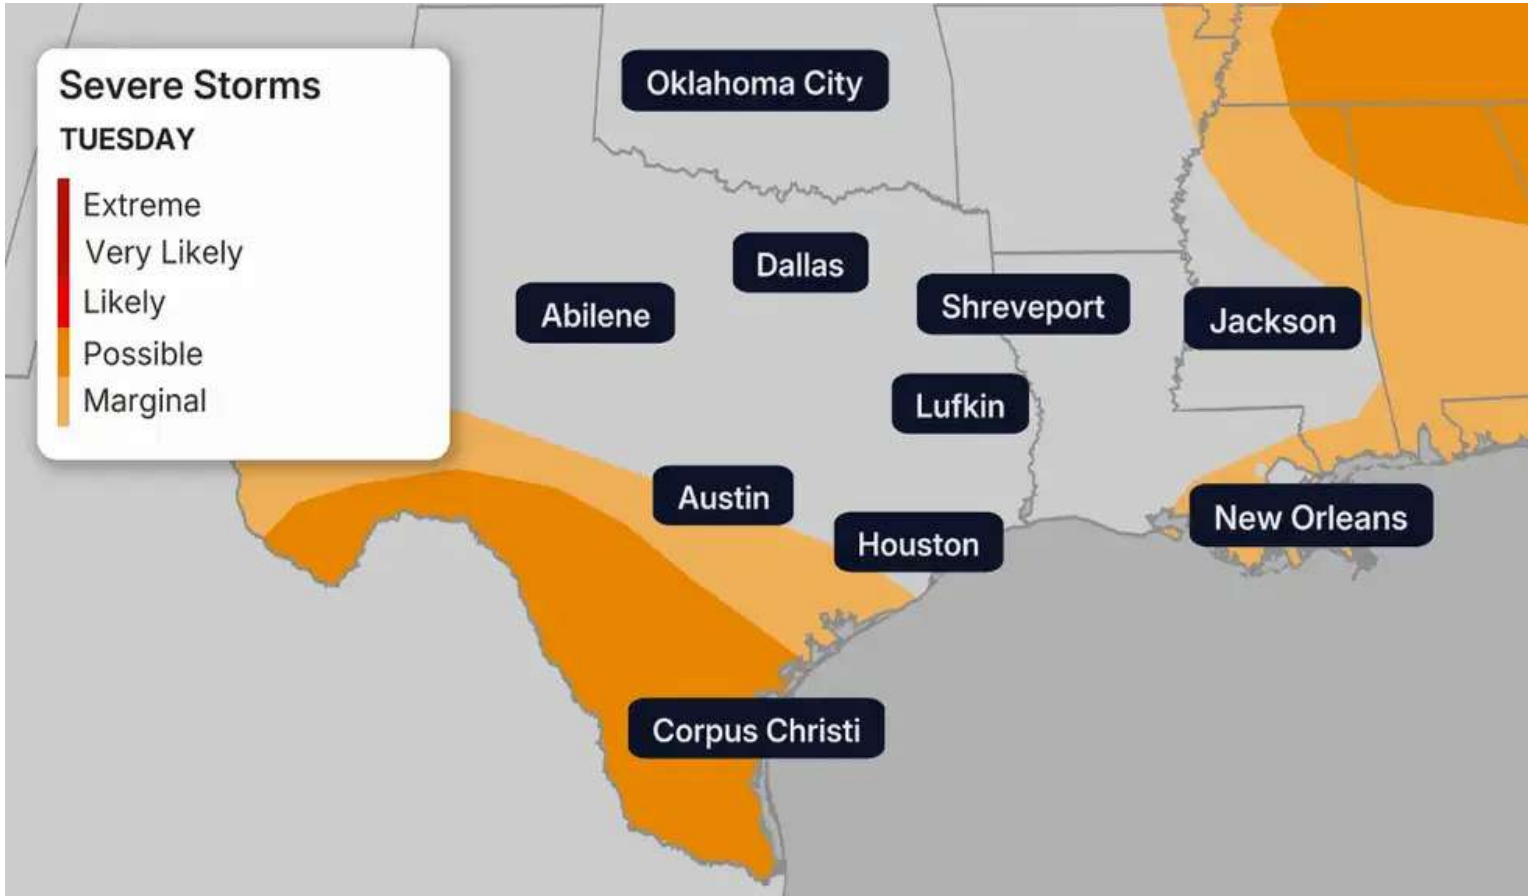 Severe Storms
TUESDAY
Extreme
Very Likely
Likely
Possible
Marginal
Oklahoma City
Dallas
Abilene
Shreveport
Jackson
Lufkin
Austin
New Orleans
Houston
Corpus Christi